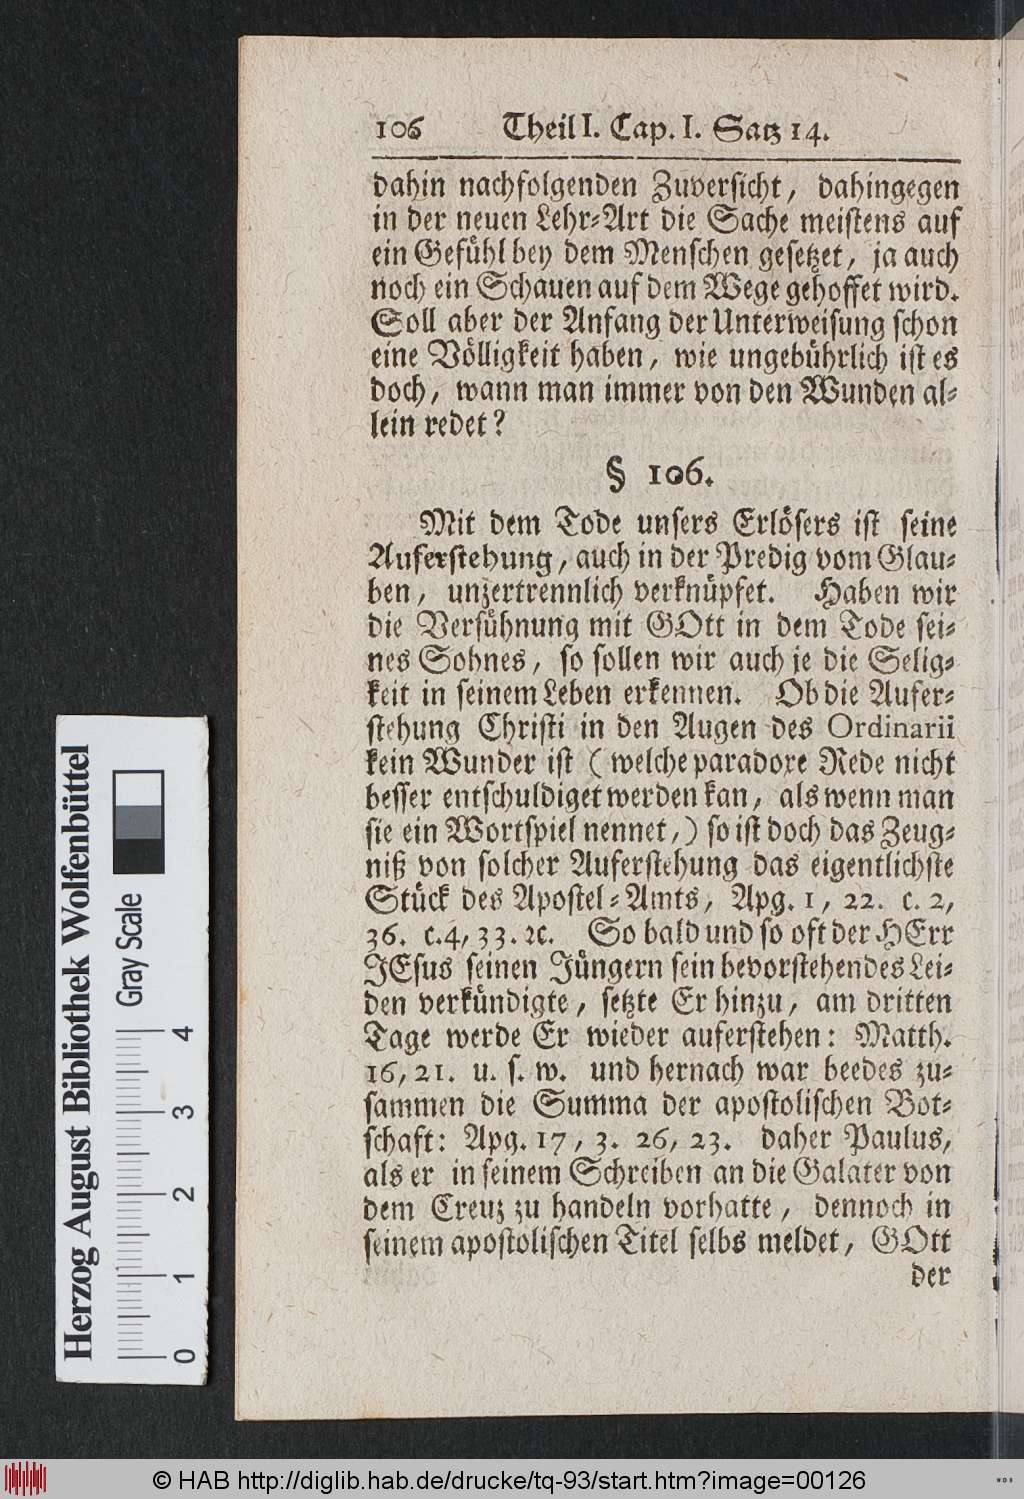 106 Theil I. Cap. I. Satz 14.
dahin nachfolgenden Zuversicht, dahingegen
in der neuen Lehr-Art die Sache meistens auf
ein Gefühl bey dem Menschen gesetzet, ja auch
noch ein Schauen auf dem Wege gehoffet wird.
Soll aber der Anfang der Unterweisung schon
eine Völligkeit haben, wie ungebührlich ist es
doch, wann man immer von den Wunden al-
lein redet?
§ 106.
Mit dem Tode unsers Erlösers ist seine
Auferstehung, auch in der Predig vom Glau-
ben, unzertrennlich verknüpfet. Haben wir
die Versühnung mit GOtt in dem Tode sei-
nes Sohnes, so sollen wir auch je die Selig-
keit in seinem Leben erkennen. Ob die Aufer-
stehung Christi in den Augen des Ordinarii
kein Wunder ist (welche paradoxe Rede nicht
besser entschuldiget werden kan, als wenn man
sie ein Wortspiel nennet,) so ist doch das Zeug-
niß von solcher Auferstehung das eigentlichste
Stück des Apostel-Amts, Apg. 1, 22. c. 2,
36. c. 4, 33. ꝛc. So bald und so oft der HErr
JEsus seinen Jüngern sein bevorstehendes Lei-
den verkündigte, setzte Er hinzu, am dritten
Tage werde Er wieder auferstehen: Matth.
16, 21. u. s. w. und hernach war beedes zu-
sammen die Summa der apostolischen Bot-
schaft: Apg. 17, 3. 26, 23. daher Paulus,
als er in seinem Schreiben an die Galater von
dem Creuz zu handeln vorhatte, dennoch in
seinem apostolischen Titel selbs meldet, GOtt
der
Herzog August Bibliothek Wolfenbüttel
Gray Scale
0 1 2 3 4
© HAB http://diglib.hab.de/drucke/tq-93/start.htm?image=00126